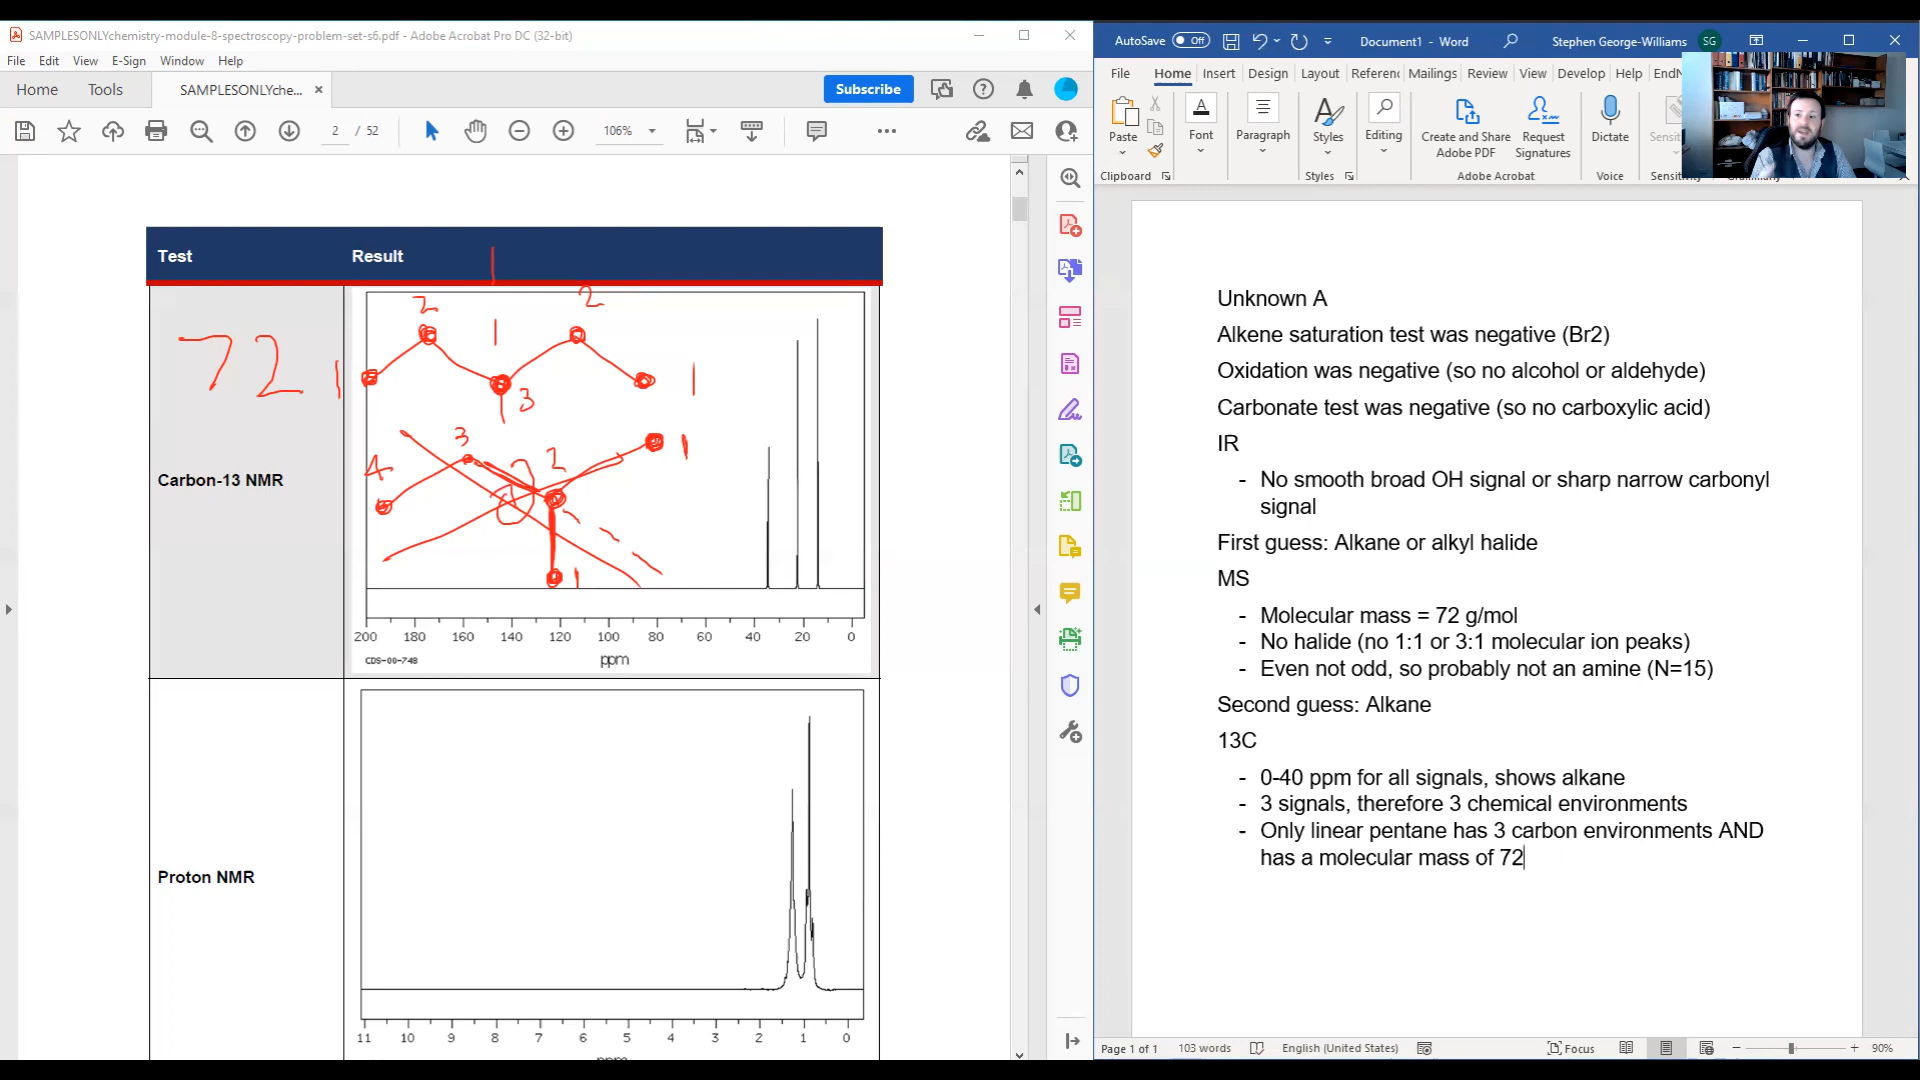 SAMPLESONLYchemistry-module-8-spectroscopy-problem-set-s6.pdf - Adobe Acrobat Pro DC (32-bit)
File Edit View E-Sign Window Help
Home Tools SAMPLESONLYche... ×
Subscribe
2 / 52
106%
Test Result
72
2 2
1 1 1
3
3 2 1
4
1
Carbon-13 NMR
200 180 160 140 120 100 80 60 40 20 0
CDS-00-748
ppm
Proton NMR
11 10 9 8 7 6 5 4 3 2 1 0
ppm
AutoSave Off Document1 - Word Stephen George-Williams SG
File Home Insert Design Layout Referenc Mailings Review View Develop Help EndN
Paste Font Paragraph Styles Editing Create and Share Adobe PDF Request Signatures Dictate Sensit
Clipboard Styles Adobe Acrobat Voice Sensitivity
Unknown A
Alkene saturation test was negative (Br2)
Oxidation was negative (so no alcohol or aldehyde)
Carbonate test was negative (so no carboxylic acid)
IR
- No smooth broad OH signal or sharp narrow carbonyl
signal
First guess: Alkane or alkyl halide
MS
- Molecular mass = 72 g/mol
- No halide (no 1:1 or 3:1 molecular ion peaks)
- Even not odd, so probably not an amine (N=15)
Second guess: Alkane
13C
- 0-40 ppm for all signals, shows alkane
- 3 signals, therefore 3 chemical environments
- Only linear pentane has 3 carbon environments AND
has a molecular mass of 72
Page 1 of 1 103 words English (United States) Focus 90%